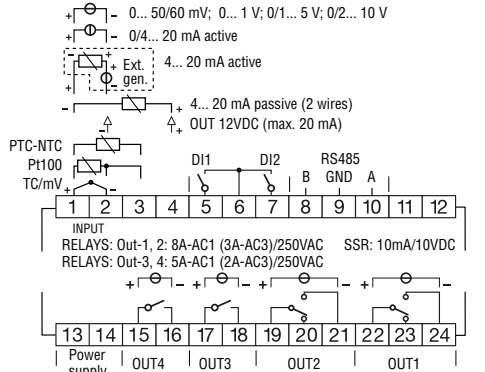 + - 0... 50/60 mV; 0... 1 V; 0/1... 5 V; 0/2... 10 V
+ - 0/4... 20 mA active
- + + Ext. gen. 4... 20 mA active
+ -
- + 4... 20 mA passive (2 wires)
+ OUT 12VDC (max. 20 mA)
PTC-NTC
Pt100
TC/mV + -
DI1 DI2 RS485
B GND A
1 2 3 4 5 6 7 8 9 10 11 12
INPUT
RELAYS: Out-1, 2: 8A-AC1 (3A-AC3)/250VAC SSR: 10mA/10VDC
RELAYS: Out-3, 4: 5A-AC1 (2A-AC3)/250VAC
+ - + - + - + -
13 14 15 16 17 18 19 20 21 22 23 24
Power supply OUT4 OUT3 OUT2 OUT1